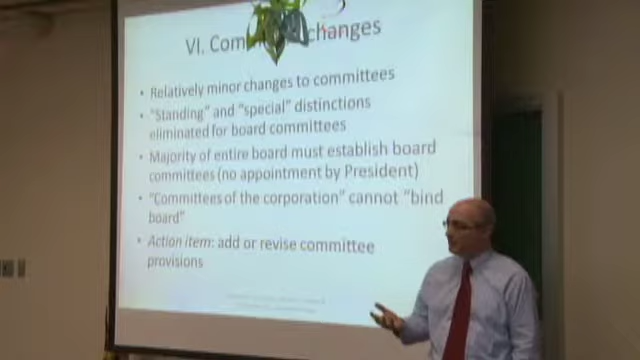 VI. Com changes
• Relatively minor changes to committees
• "Standing" and "special" distinctions
eliminated for board committees
• Majority of entire board must establish board
committees (no appointment by President)
• "Committees of the corporation" cannot "bind
board"
• Action item: add or revise committee
provisions